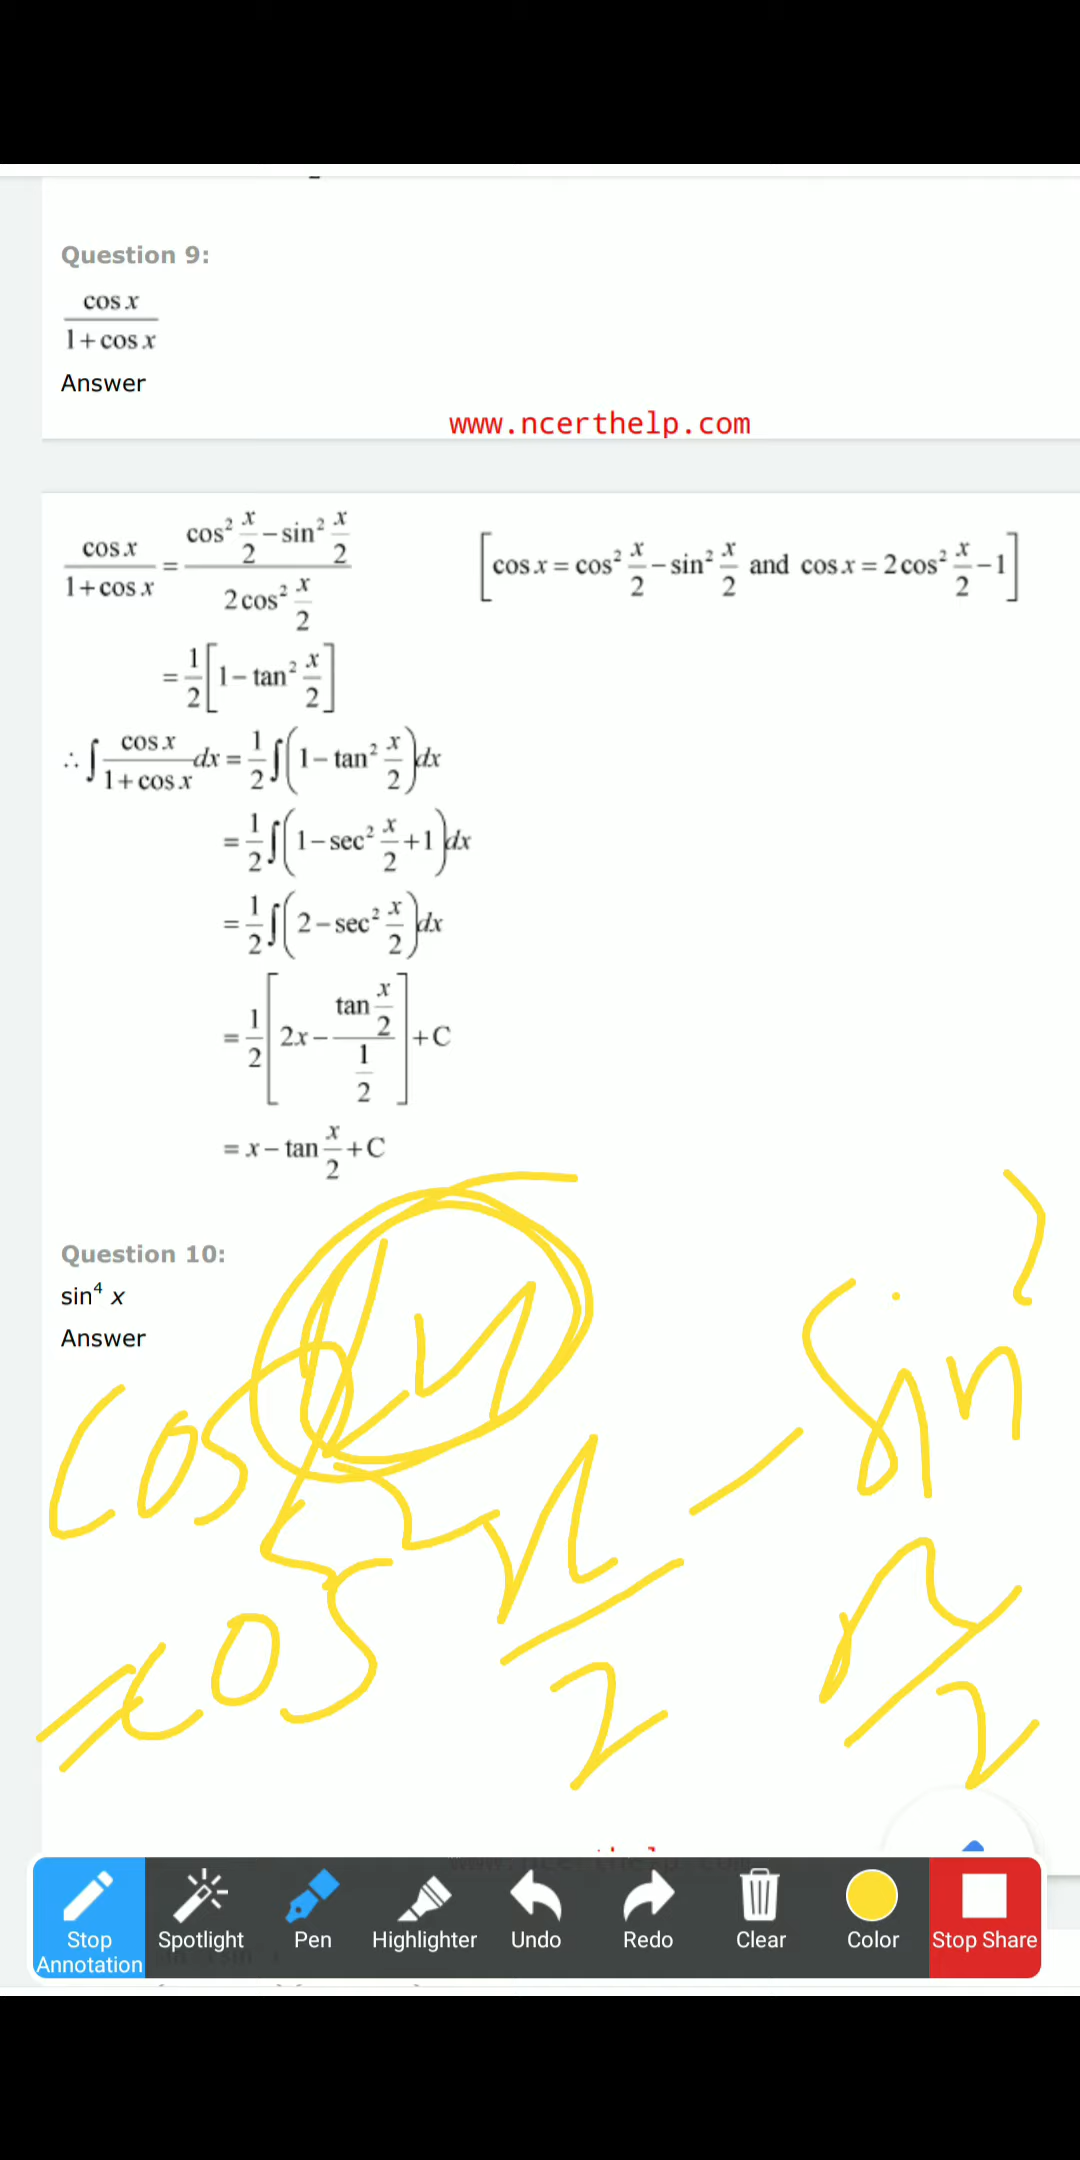 Question 9:
cos x
1 + cos x
Answer
www.ncerthelp.com
cos x / (1 + cos x) = (cos² x/2 − sin² x/2) / (2 cos² x/2) [cos x = cos² x/2 − sin² x/2 and cos x = 2 cos² x/2 − 1]
= 1/2 [1 − tan² x/2]
∴ ∫ cos x / (1 + cos x) dx = 1/2 ∫ (1 − tan² x/2) dx
= 1/2 ∫ (1 − sec² x/2 + 1) dx
= 1/2 ∫ (2 − sec² x/2) dx
= 1/2 [2x − (tan x/2) / (1/2)] + C
= x − tan x/2 + C
Question 10:
sin⁴ x
Answer
cos
= cos² x/2 − sin² x/2
Stop Annotation
Spotlight
Pen
Highlighter
Undo
Redo
Clear
Color
Stop Share